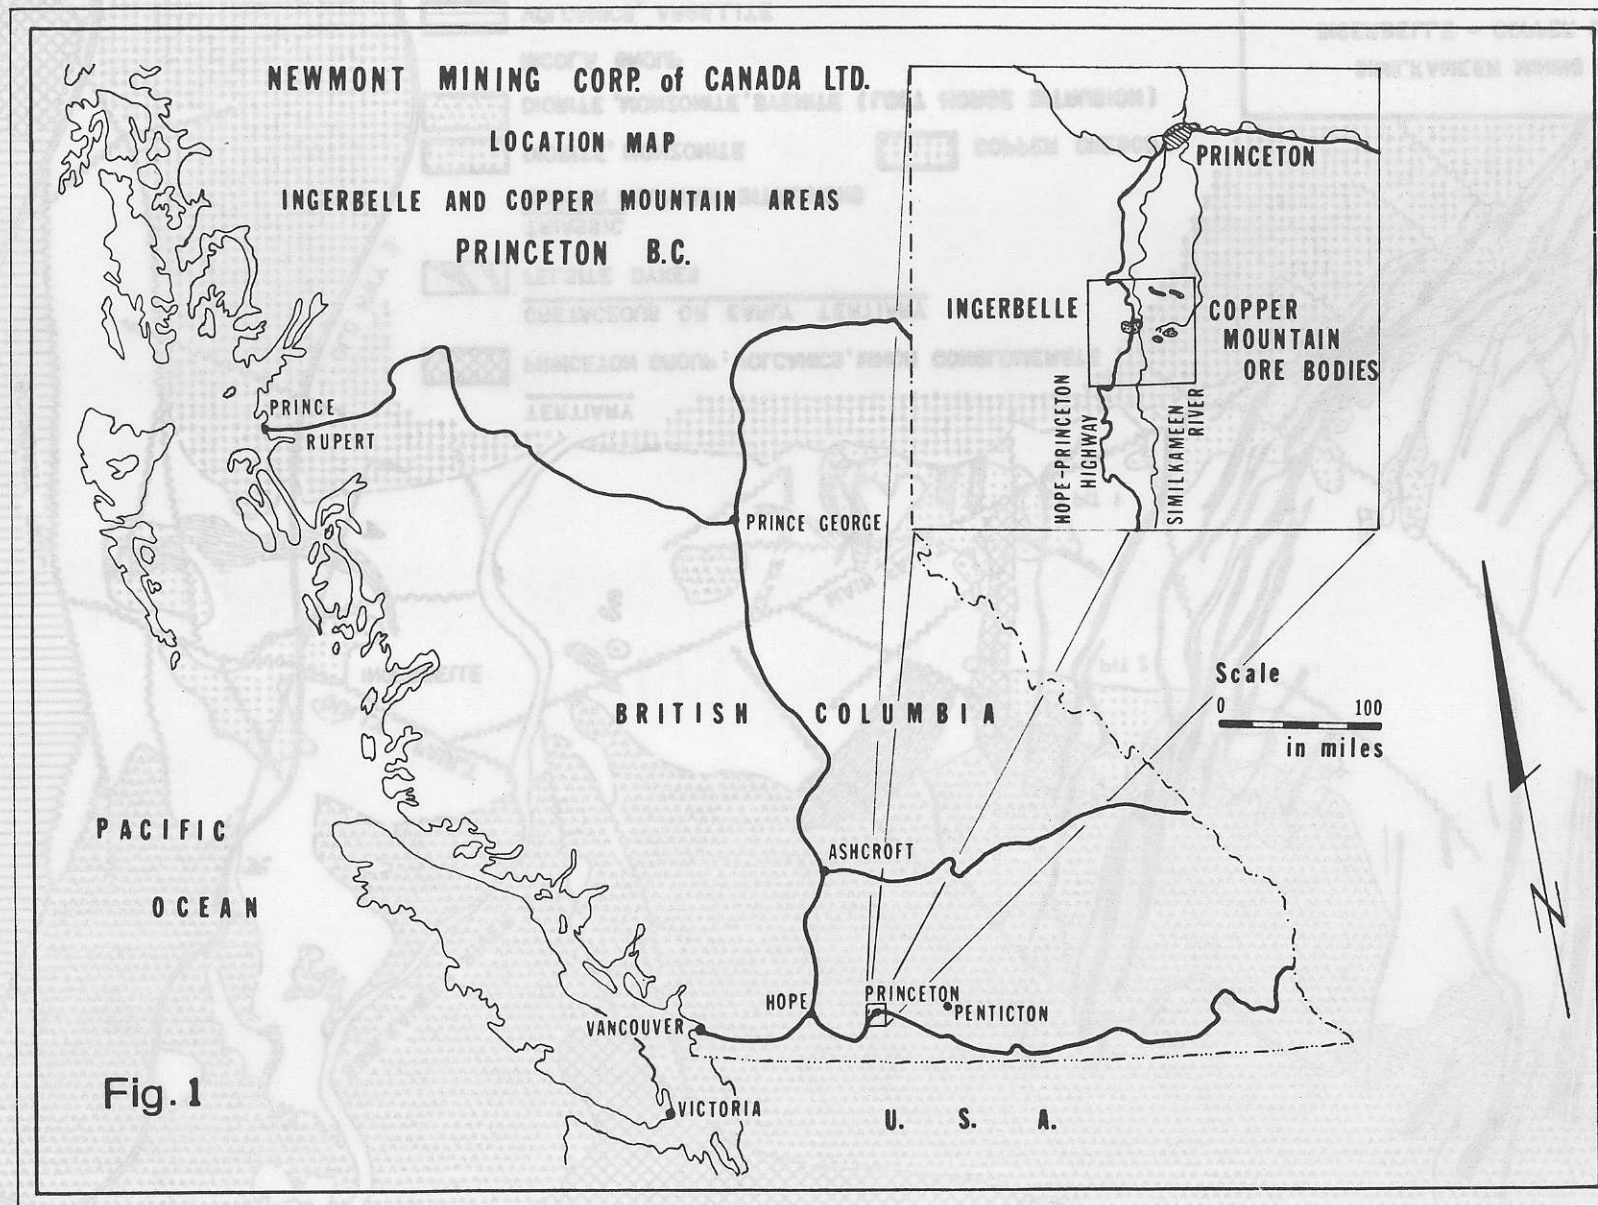 NEWMONT MINING CORP. of CANADA LTD.
LOCATION MAP
INGERBELLE AND COPPER MOUNTAIN AREAS
PRINCETON B.C.
PRINCETON
INGERBELLE
COPPER
MOUNTAIN
ORE BODIES
HOPE-PRINCETON
HIGHWAY
SIMILKAMEEN
RIVER
PRINCE
RUPERT
PRINCE GEORGE
BRITISH COLUMBIA
Scale
0 100
in miles
PACIFIC
OCEAN
ASHCROFT
N
HOPE
PRINCETON
PENTICTON
VANCOUVER
Fig. 1
VICTORIA
U. S. A.